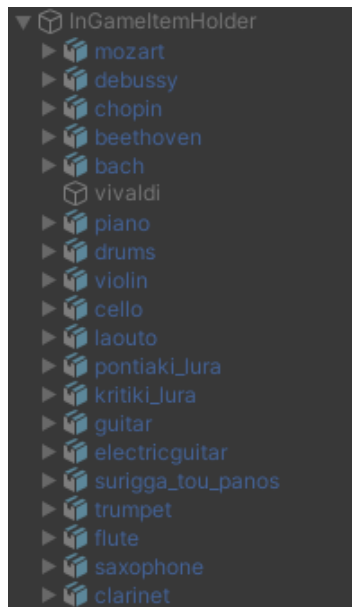 InGameItemHolder
mozart
debussy
chopin
beethoven
bach
vivaldi
piano
drums
violin
cello
laouto
pontiaki_lura
kritiki_lura
guitar
electricguitar
surigga_tou_panos
trumpet
flute
saxophone
clarinet